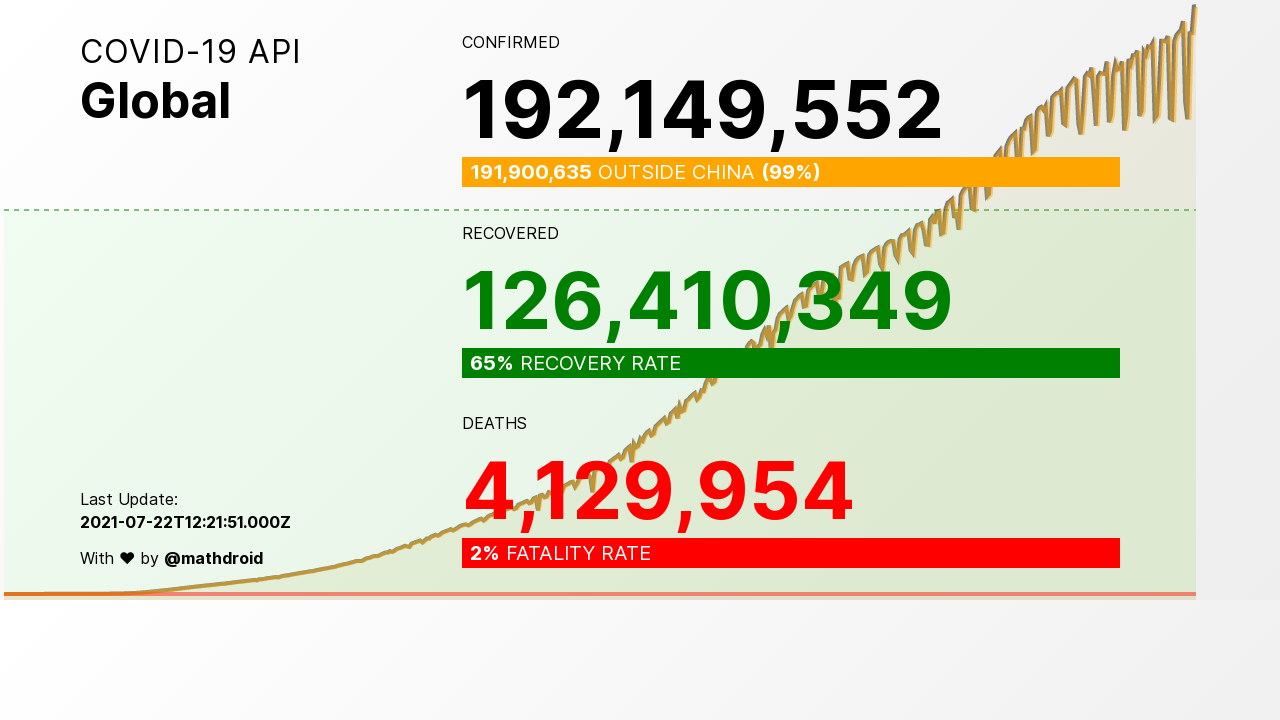 COVID-19 API
Global
CONFIRMED
192,149,552
191,900,635 OUTSIDE CHINA (99%)
RECOVERED
126,410,349
65% RECOVERY RATE
DEATHS
4,129,954
2% FATALITY RATE
Last Update:
2021-07-22T12:21:51.000Z
With ♥ by @mathdroid